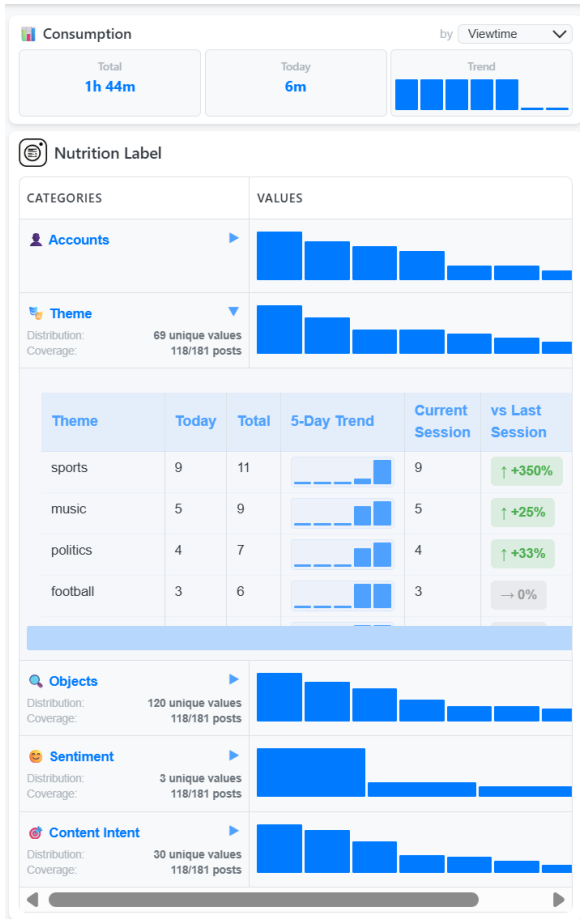 Consumption
by Viewtime
Total
1h 44m
Today
6m
Trend
Nutrition Label
CATEGORIES
VALUES
Accounts
Theme
Distribution: 69 unique values
Coverage: 118/181 posts
Theme Today Total 5-Day Trend Current Session vs Last Session
sports 9 11 9 ↑ +350%
music 5 9 5 ↑ +25%
politics 4 7 4 ↑ +33%
football 3 6 3 → 0%
Objects
Distribution: 120 unique values
Coverage: 118/181 posts
Sentiment
Distribution: 3 unique values
Coverage: 118/181 posts
Content Intent
Distribution: 30 unique values
Coverage: 118/181 posts